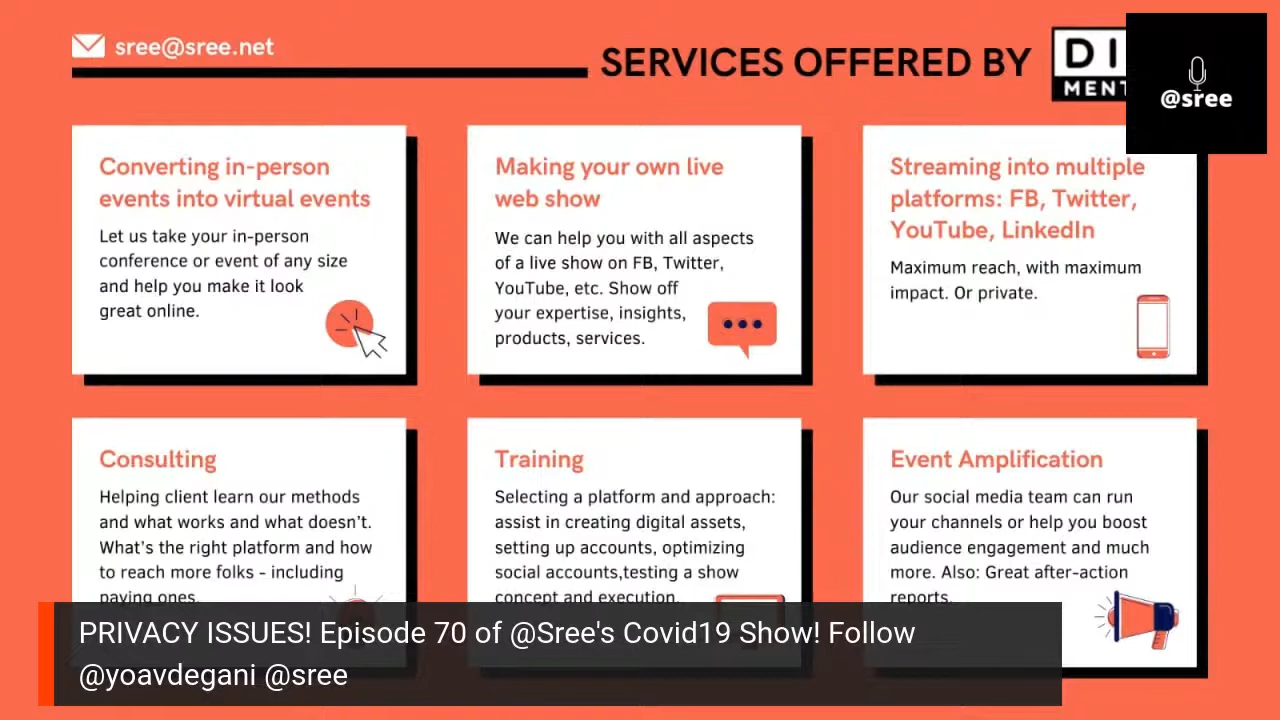 sree@sree.net
SERVICES OFFERED BY
DI
MENT
@sree
Converting in-person
events into virtual events
Let us take your in-person
conference or event of any size
and help you make it look
great online.
Making your own live
web show
We can help you with all aspects
of a live show on FB, Twitter,
YouTube, etc. Show off
your expertise, insights,
products, services.
Streaming into multiple
platforms: FB, Twitter,
YouTube, LinkedIn
Maximum reach, with maximum
impact. Or private.
Consulting
Helping client learn our methods
and what works and what doesn't.
What's the right platform and how
to reach more folks - including
paying ones.
Training
Selecting a platform and approach:
assist in creating digital assets,
setting up accounts, optimizing
social accounts,testing a show
concept and execution.
Event Amplification
Our social media team can run
your channels or help you boost
audience engagement and much
more. Also: Great after-action
reports.
PRIVACY ISSUES! Episode 70 of @Sree's Covid19 Show! Follow
@yoavdegani @sree